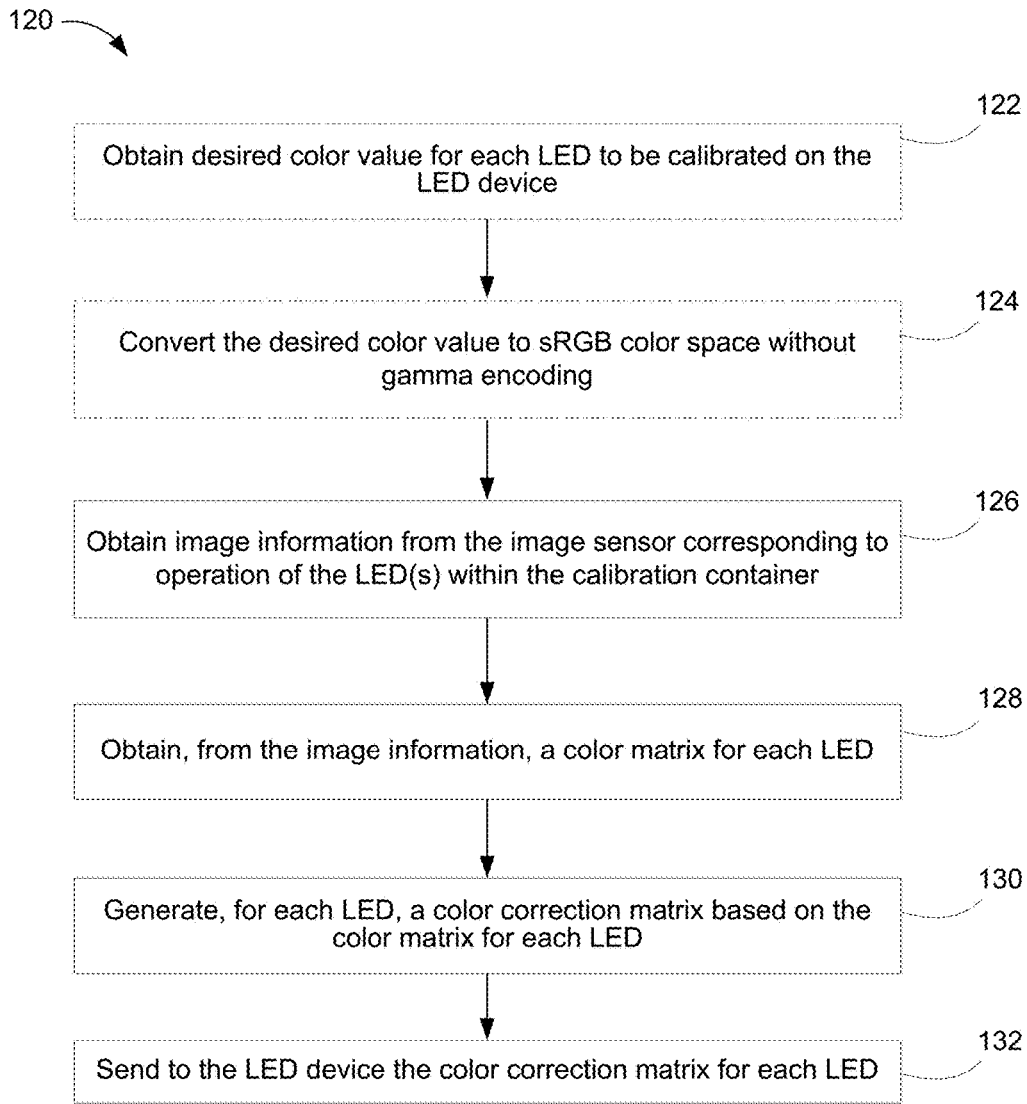 120
122
Obtain desired color value for each LED to be calibrated on the
LED device
124
Convert the desired color value to sRGB color space without
gamma encoding
126
Obtain image information from the image sensor corresponding to
operation of the LED(s) within the calibration container
128
Obtain, from the image information, a color matrix for each LED
130
Generate, for each LED, a color correction matrix based on the
color matrix for each LED
132
Send to the LED device the color correction matrix for each LED